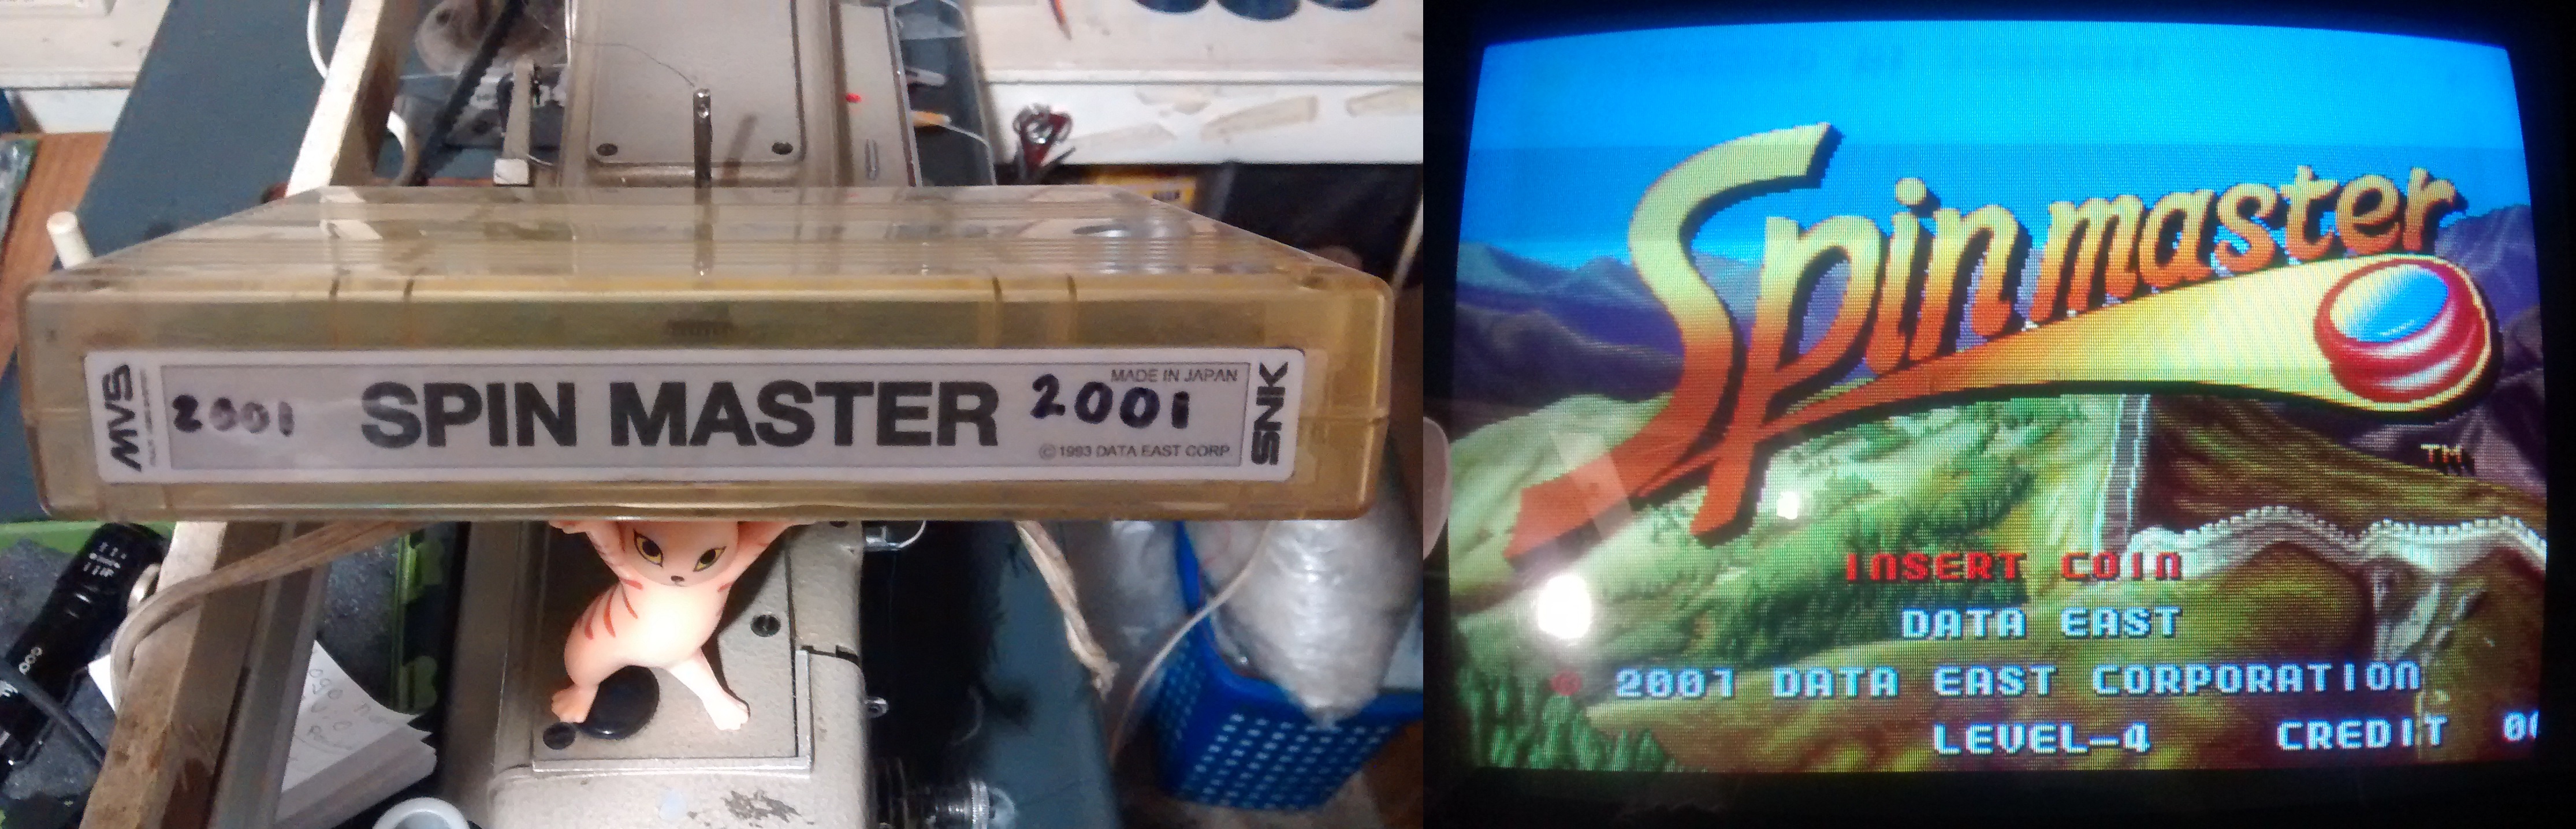 MVS
2001 SPIN MASTER 2001
MADE IN JAPAN
©1993 DATA EAST CORP.
SNK
Spinmaster
TM
INSERT COIN
DATA EAST
© 2001 DATA EAST CORPORATION
LEVEL-4 CREDIT 00